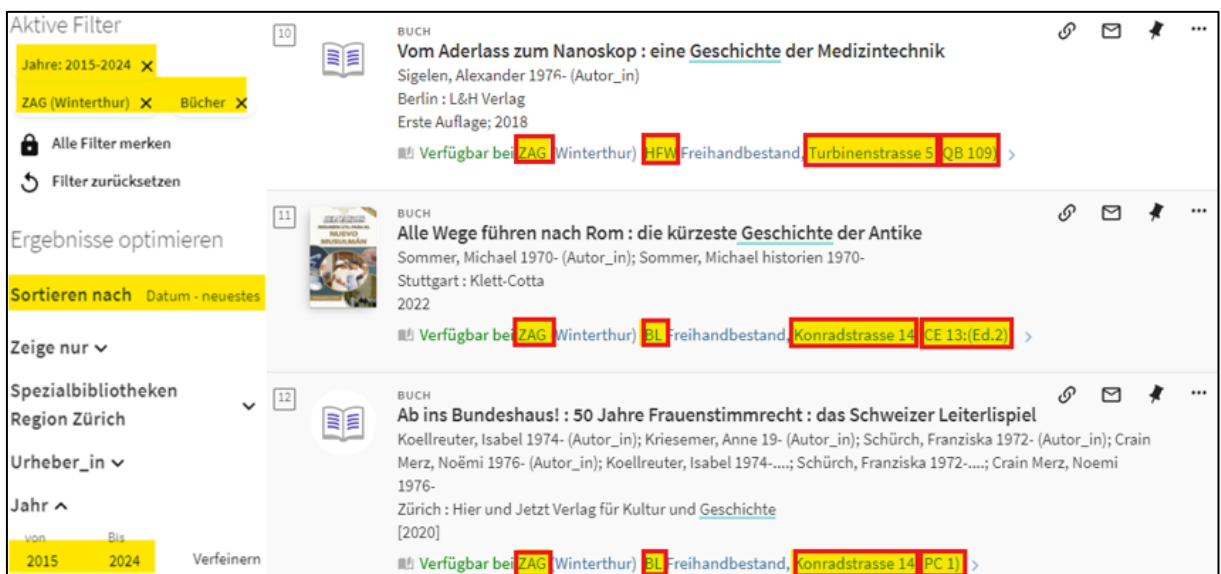 Aktive Filter
Jahre: 2015-2024 ×
ZAG (Winterthur) × Bücher ×
Alle Filter merken
Filter zurücksetzen
Ergebnisse optimieren
Sortieren nach Datum - neuestes
Zeige nur
Spezialbibliotheken
Region Zürich
Urheber_in
Jahr
von Bis
2015 2024 Verfeinern
10
BUCH
Vom Aderlass zum Nanoskop : eine Geschichte der Medizintechnik
Sigelen, Alexander 1976- (Autor_in)
Berlin : L&H Verlag
Erste Auflage; 2018
Verfügbar bei ZAG (Winterthur) HFW Freihandbestand, Turbinenstrasse 5 QB 109) >
11
NUEVO
MUSULMÁN
BUCH
Alle Wege führen nach Rom : die kürzeste Geschichte der Antike
Sommer, Michael 1970- (Autor_in); Sommer, Michael historien 1970-
Stuttgart : Klett-Cotta
2022
Verfügbar bei ZAG (Winterthur) BL Freihandbestand, Konradstrasse 14 CE 13:(Ed.2) >
12
BUCH
Ab ins Bundeshaus! : 50 Jahre Frauenstimmrecht : das Schweizer Leiterlispiel
Koellreuter, Isabel 1974- (Autor_in); Kriesemer, Anne 19- (Autor_in); Schürch, Franziska 1972- (Autor_in); Crain
Merz, Noëmi 1976- (Autor_in); Koellreuter, Isabel 1974-....; Schürch, Franziska 1972-....; Crain Merz, Noemi
1976-
Zürich : Hier und Jetzt Verlag für Kultur und Geschichte
[2020]
Verfügbar bei ZAG (Winterthur) BL Freihandbestand, Konradstrasse 14 PC 1) >